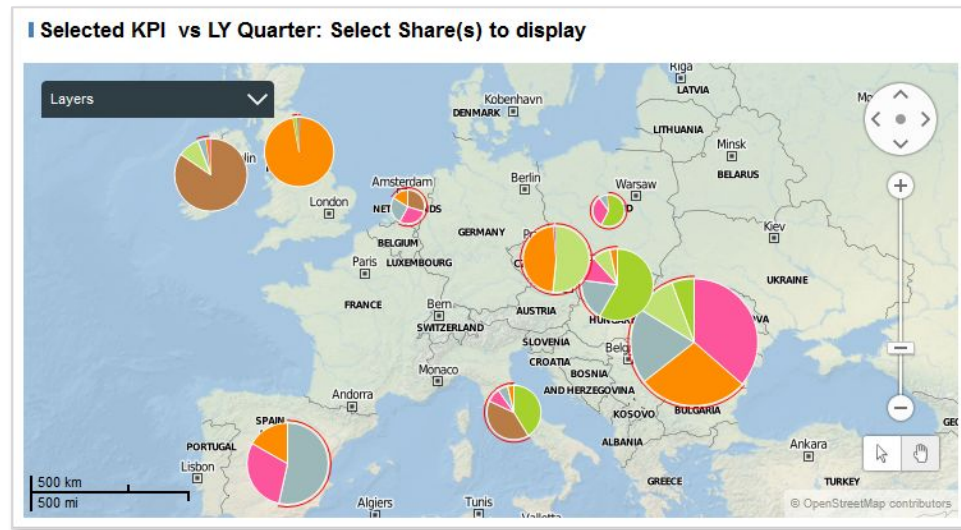 Selected KPI vs LY Quarter: Select Share(s) to display
Layers
Riga
LATVIA
Kobenhavn
DENMARK
LITHUANIA
Minsk
BELARUS
London
Amsterdam
Berlin
Warsaw
BELGIUM
GERMANY
Kiev
UKRAINE
Paris
LUXEMBOURG
FRANCE
Bern
SWITZERLAND
AUSTRIA
SLOVENIA
CROATIA
BOSNIA
AND HERZEGOVINA
Monaco
Andorra
KOSOVO
BULGARIA
ALBANIA
SPAIN
PORTUGAL
Lisbon
GREECE
Ankara
TURKEY
Algiers
Tunis
500 km
500 mi
© OpenStreetMap contributors